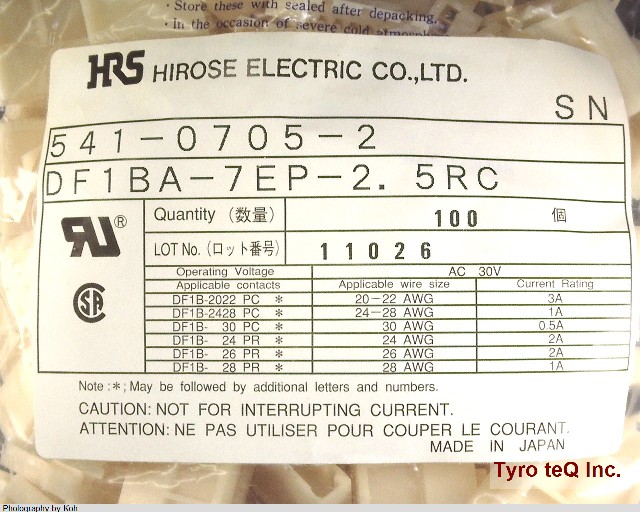 · Store these with sealed after depacking.
· In the occasion of severe cold
HRS HIROSE ELECTRIC CO.,LTD.
SN
541-0705-2
DF1BA-7EP-2. 5RC
Quantity (数量) 100 個
LOT No. (ロット番号) 11026
Operating Voltage AC 30V
Applicable contacts Applicable wire size Current Rating
DF1B-2022 PC * 20-22 AWG 3A
DF1B-2428 PC * 24-28 AWG 1A
DF1B- 30 PC * 30 AWG 0.5A
DF1B- 24 PR * 24 AWG 2A
DF1B- 26 PR * 26 AWG 2A
DF1B- 28 PR * 28 AWG 1A
Note :*; May be followed by additional letters and numbers.
CAUTION: NOT FOR INTERRUPTING CURRENT.
ATTENTION: NE PAS UTILISER POUR COUPER LE COURANT.
MADE IN JAPAN
Tyro teQ Inc.
Photography by Koh